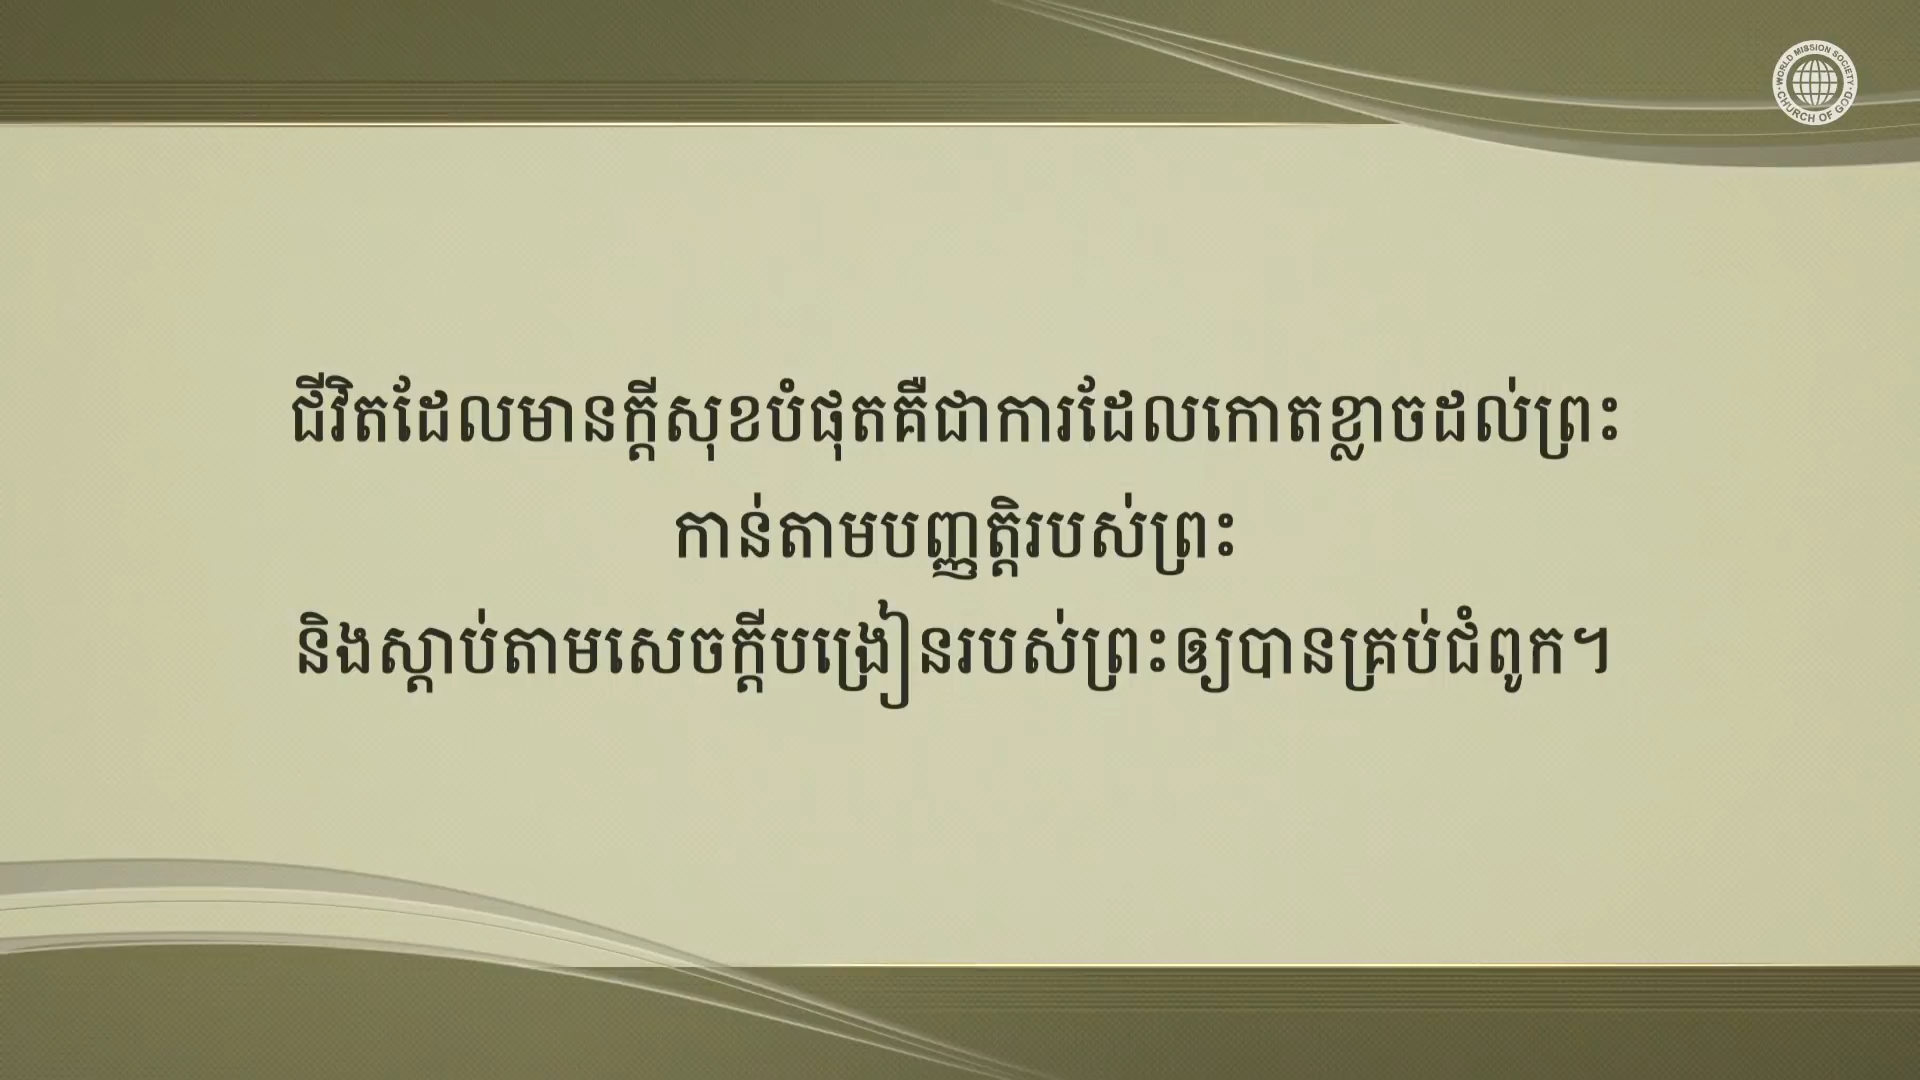 WORLD MISSION SOCIETY
CHURCH OF GOD
ជីវិតដែលមានក្ដីសុខបំផុតគឺជាការដែលកោតខ្លាចដល់ព្រះ
កាន់តាមបញ្ញត្តិរបស់ព្រះ
និងស្ដាប់តាមសេចក្ដីបង្រៀនរបស់ព្រះឲ្យបានគ្រប់ជំពូក។